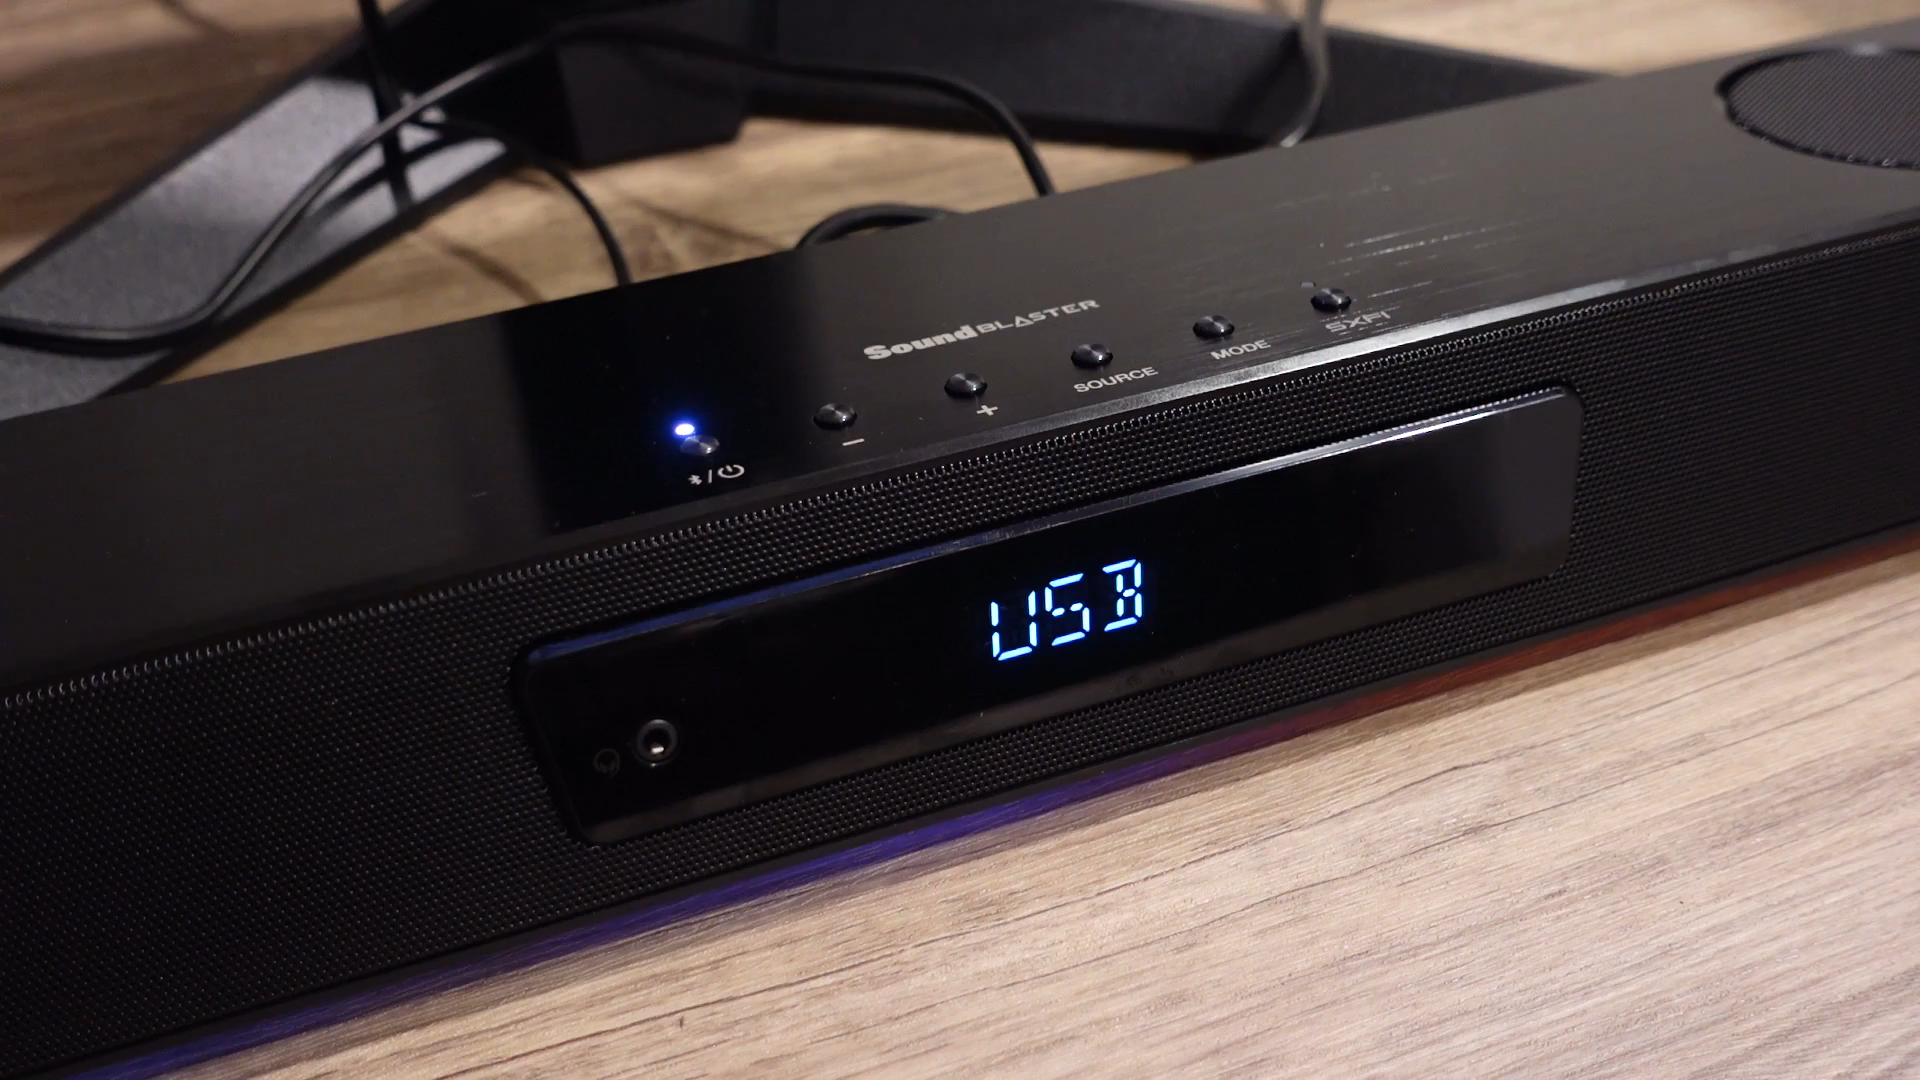 SoundBLASTER
SXFI
MODE
SOURCE
+
−
/
USB